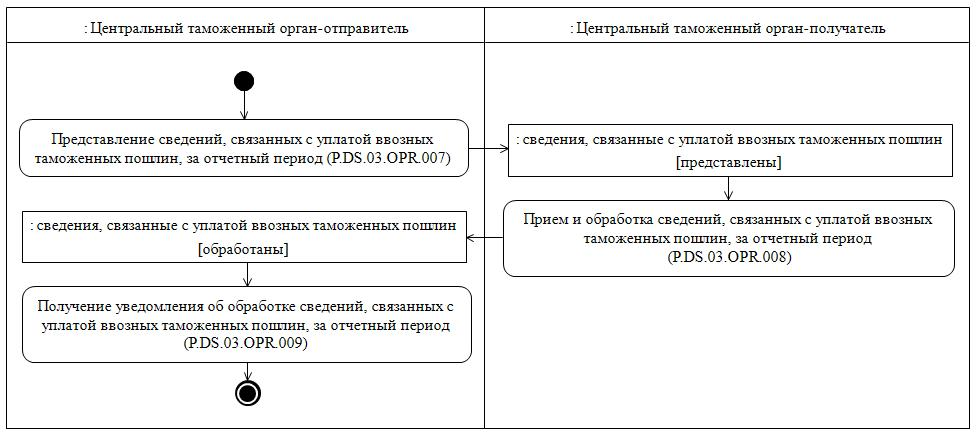 : Центральный таможенный орган-отправитель
: Центральный таможенный орган-получатель
Представление сведений, связанных с уплатой ввозных
таможенных пошлин, за отчетный период (P.DS.03.OPR.007)
: сведения, связанные с уплатой ввозных таможенных пошлин
[представлены]
Прием и обработка сведений, связанных с уплатой ввозных
таможенных пошлин, за отчетный период
(P.DS.03.OPR.008)
: сведения, связанные с уплатой ввозных таможенных пошлин
[обработаны]
Получение уведомления об обработке сведений, связанных с
уплатой ввозных таможенных пошлин, за отчетный период
(P.DS.03.OPR.009)